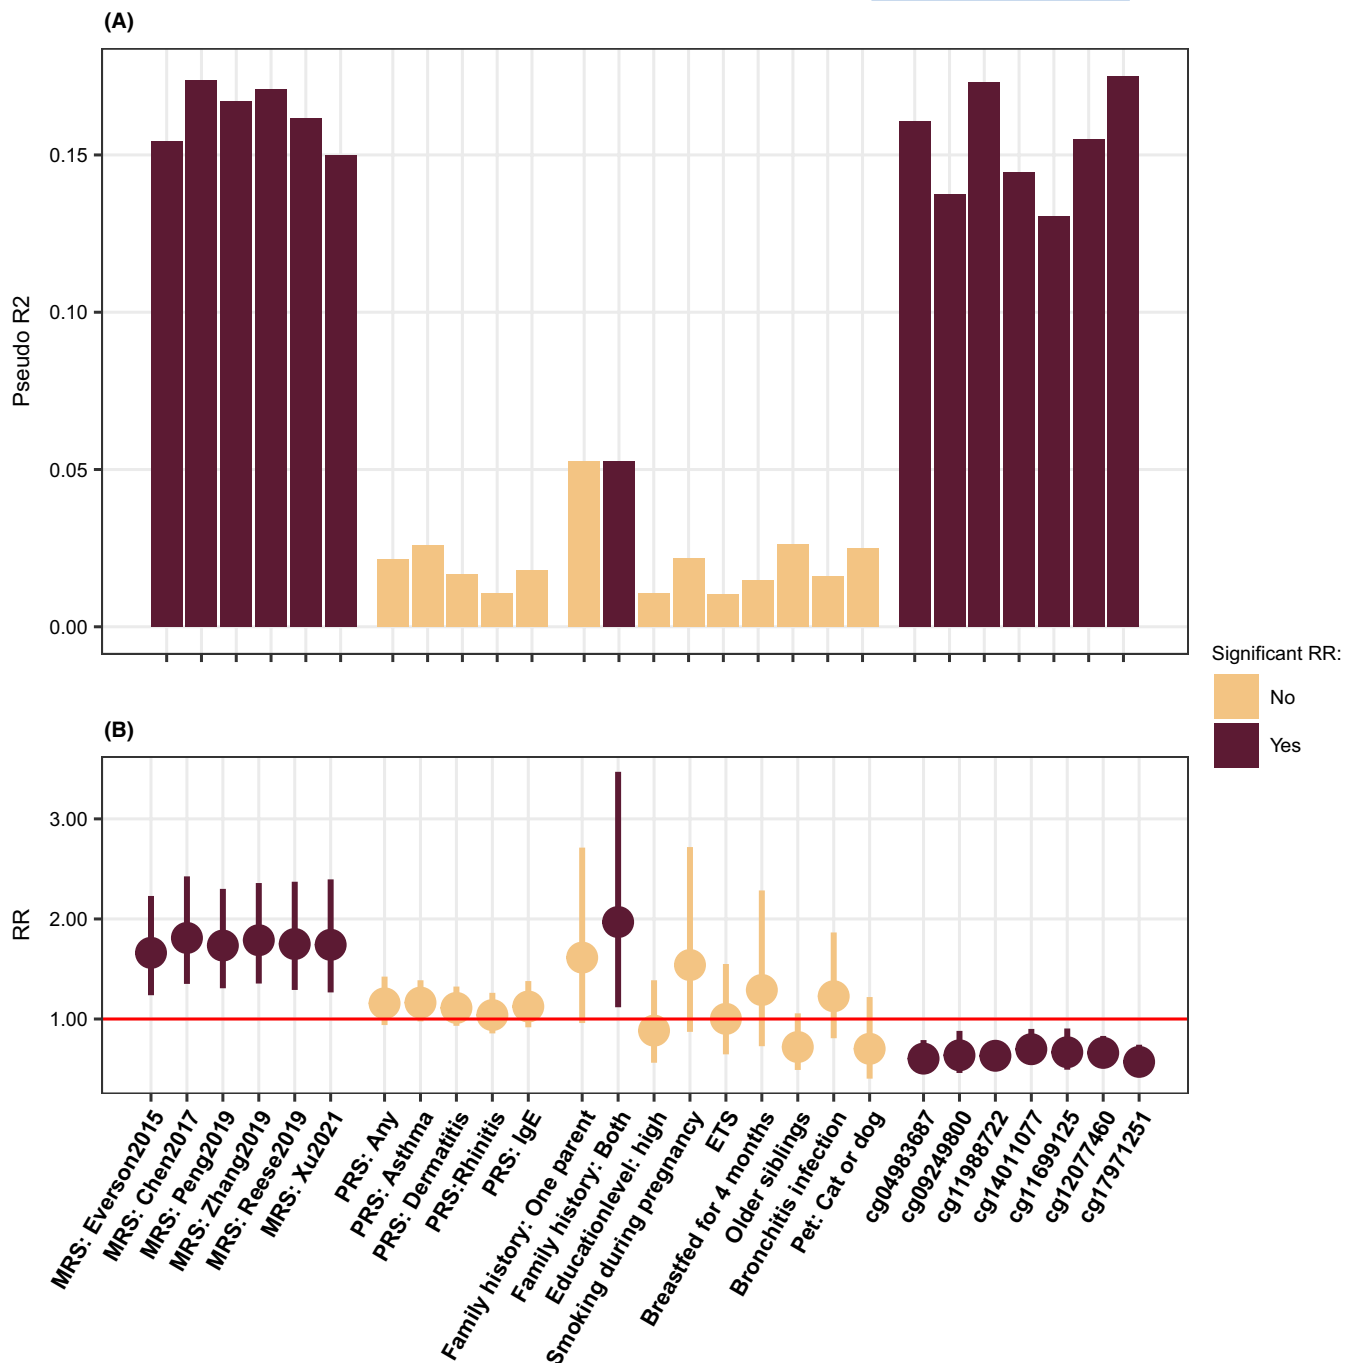 (A)
Pseudo R2
0.15
0.10
0.05
0.00
Significant RR:
No
Yes
(B)
RR
3.00
2.00
1.00
MRS: Everson2015
MRS: Chen2017
MRS: Peng2019
MRS: Zhang2019
MRS: Reese2019
MRS: Xu2021
PRS: Any
PRS: Asthma
PRS: Dermatitis
PRS:Rhinitis
PRS: IgE
Family history: One parent
Family history: Both
Educationlevel: high
Smoking during pregnancy
ETS
Breastfed for 4 months
Older siblings
Bronchitis infection
Pet: Cat or dog
cg04983687
cg09249800
cg11988722
cg14011077
cg11699125
cg12077460
cg17971251